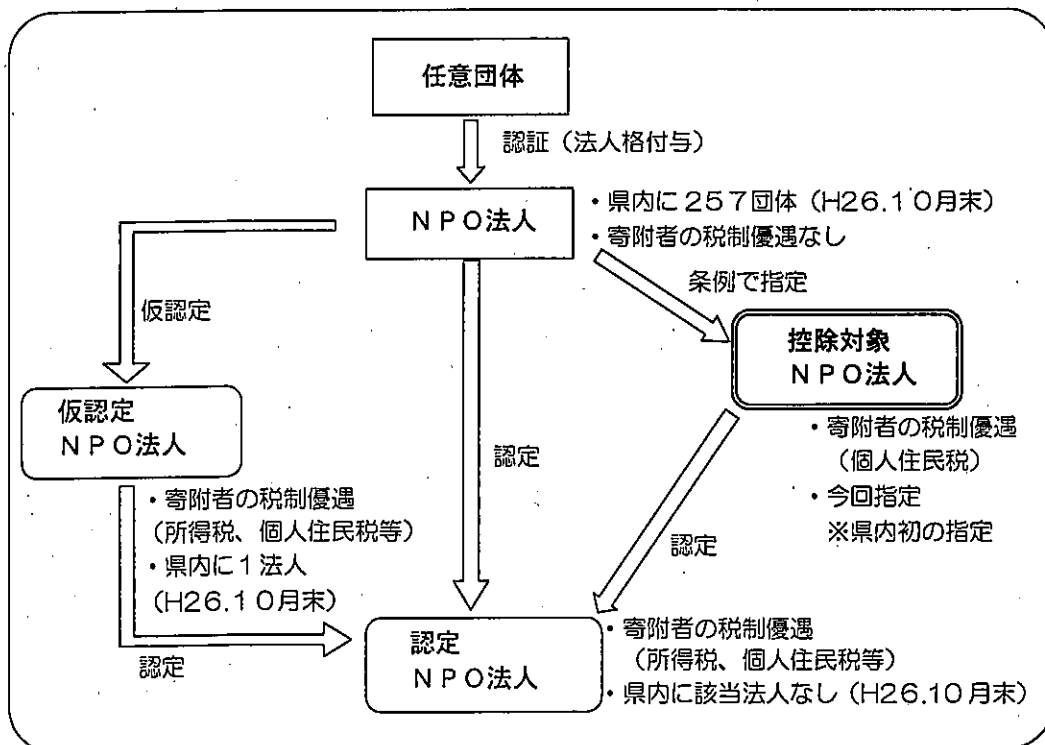 任意団体
認証（法人格付与）
ＮＰＯ法人
・県内に２５７団体（H26.１０月末）
・寄附者の税制優遇なし
条例で指定
仮認定
控除対象
ＮＰＯ法人
・寄附者の税制優遇
（個人住民税）
・今回指定
※県内初の指定
仮認定
ＮＰＯ法人
・寄附者の税制優遇
（所得税、個人住民税等）
・県内に１法人
（H26.１０月末）
認定
認定
認定
認定
ＮＰＯ法人
・寄附者の税制優遇
（所得税、個人住民税等）
・県内に該当法人なし（H26.10月末）